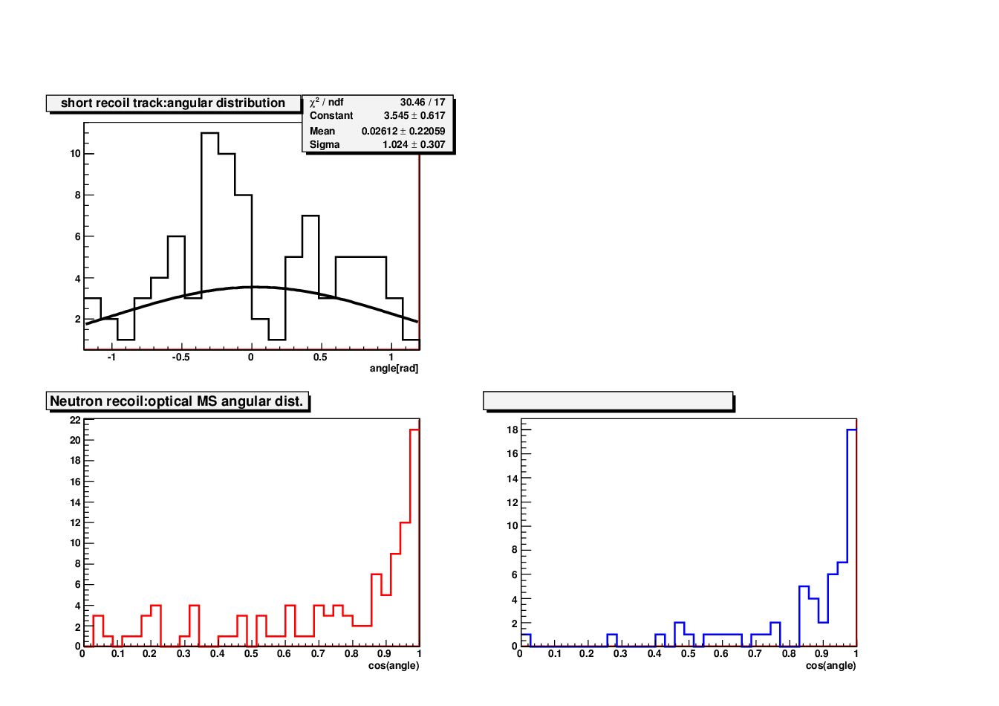 short recoil track:angular distribution
χ² / ndf 30.46 / 17
Constant 3.545 ± 0.617
Mean 0.02612 ± 0.22059
Sigma 1.024 ± 0.307
10
8
6
4
2
-1 -0.5 0 0.5 1
angle[rad]
Neutron recoil:optical MS angular dist.
22
20
18
16
14
12
10
8
6
4
2
0
0 0.1 0.2 0.3 0.4 0.5 0.6 0.7 0.8 0.9 1
cos(angle)
18
16
14
12
10
8
6
4
2
0
0 0.1 0.2 0.3 0.4 0.5 0.6 0.7 0.8 0.9 1
cos(angle)